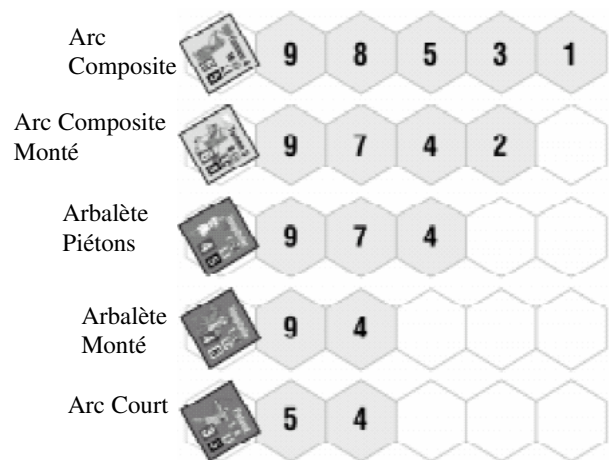 Arc
Composite
9 8 5 3 1
Arc Composite
Monté
9 7 4 2
Arbalète
Piétons
9 7 4
Arbalète
Monté
9 4
Arc Court
5 4